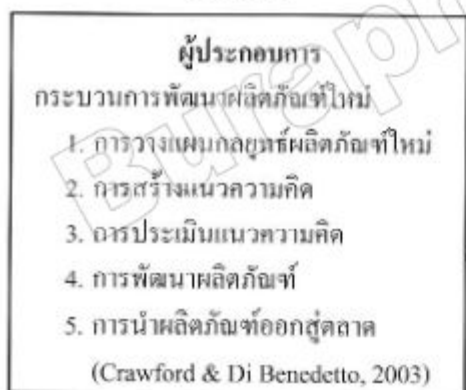 ผู้ประกอบการ
กระบวนการพัฒนาผลิตภัณฑ์ใหม่
1. การวางแผนกลยุทธ์ผลิตภัณฑ์ใหม่
2. การสร้างแนวความคิด
3. การประเมินแนวความคิด
4. การพัฒนาผลิตภัณฑ์
5. การนำผลิตภัณฑ์ออกสู่ตลาด
(Crawford & Di Benedetto, 2003)
Buraph